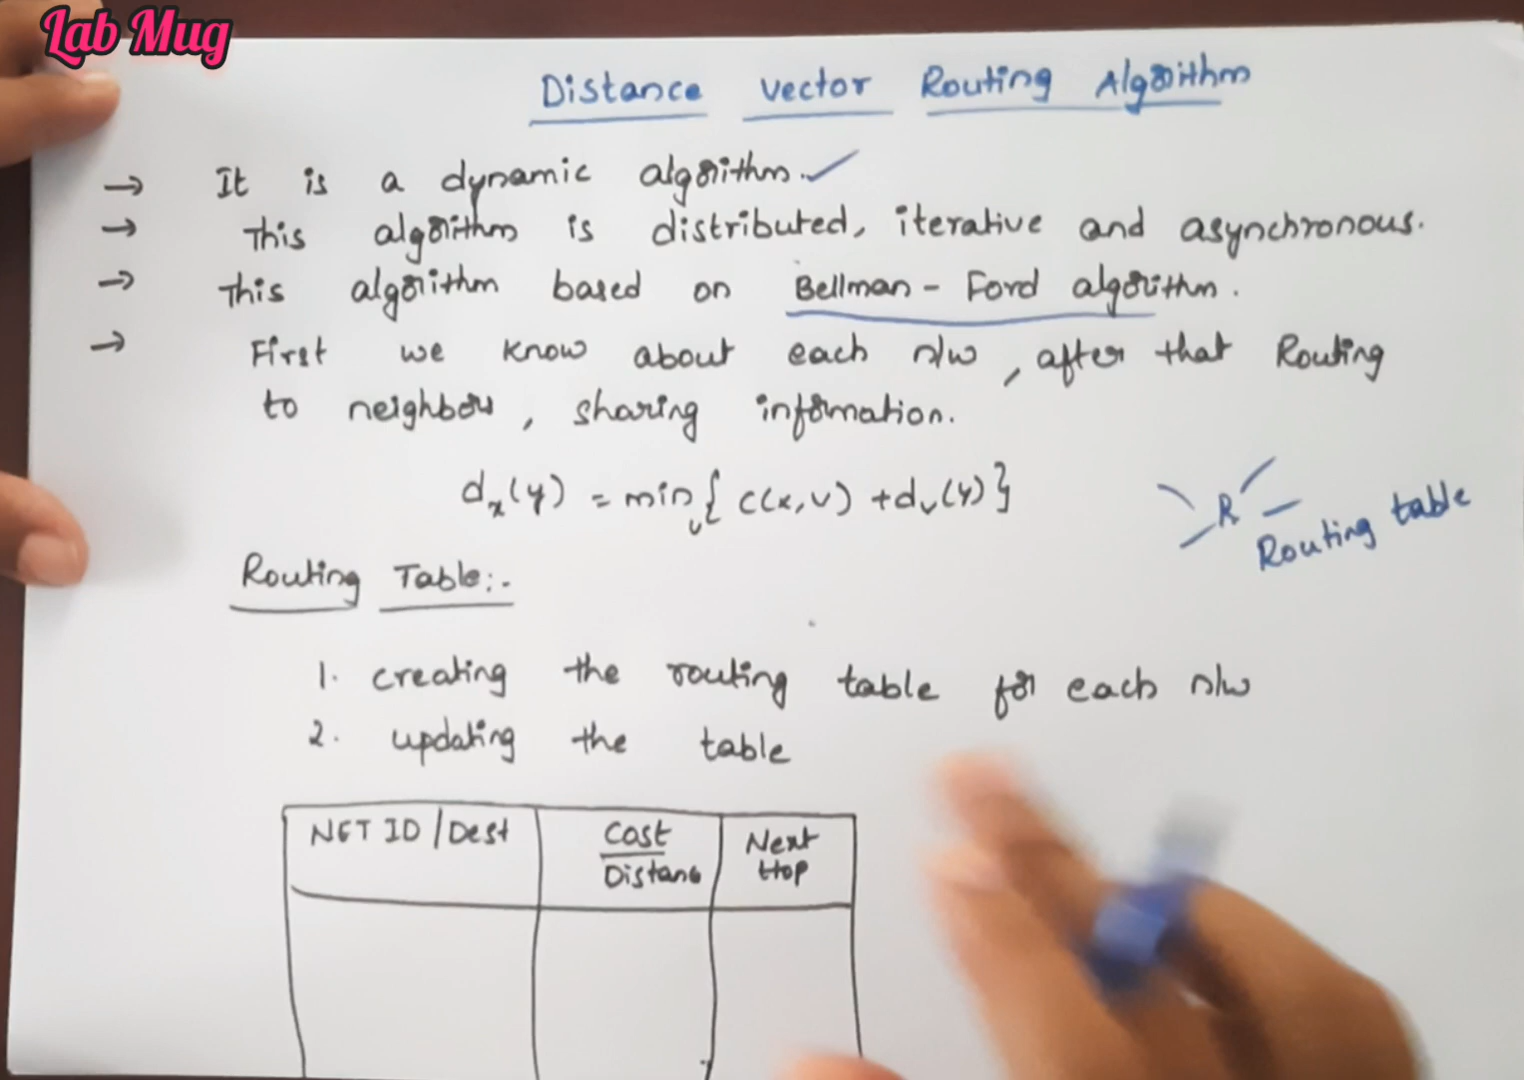 Lab Mug
Distance vector Routing Algorithm
→ It is a dynamic algorithm.
→ This algorithm is distributed, iterative and asynchronous.
→ This algorithm based on Bellman - Ford algorithm.
→ First we know about each n/w, after that Routing
to neighbors, sharing information.
dx(y) = minv{ c(x,v) + dv(y)}
R
Routing table
Routing Table:-
1. creating the routing table for each n/w
2. updating the table
NET ID / Dest
Cost
Distanc
Next
Hop